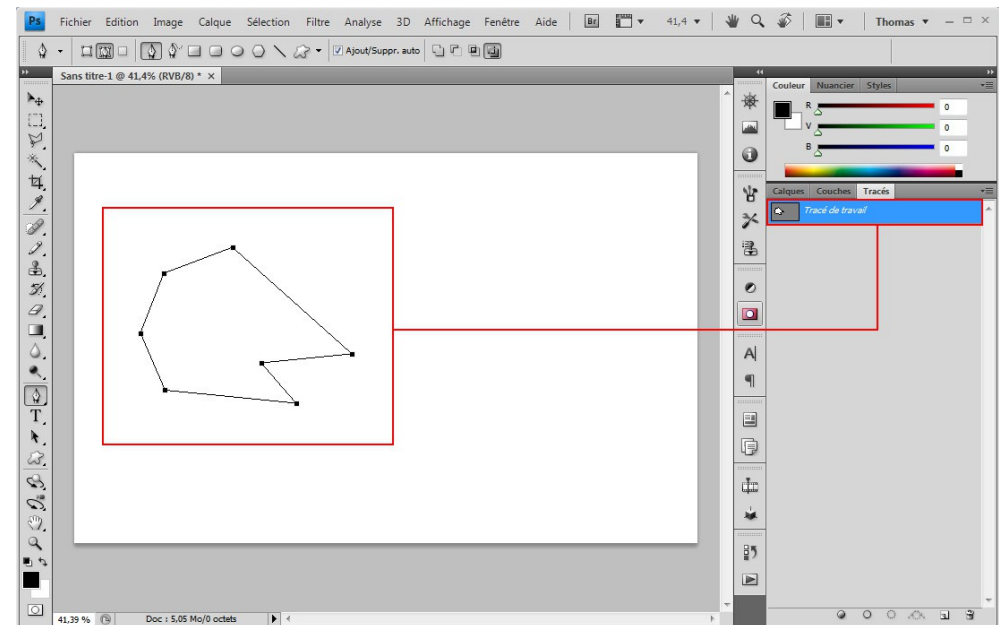 Ps Fichier Edition Image Calque Sélection Filtre Analyse 3D Affichage Fenêtre Aide Br 41,4 Thomas
Ajout/Suppr. auto
Sans titre-1 @ 41,4% (RVB/8) * ×
Couleur Nuancier Styles
R 0
V 0
B 0
Calques Couches Tracés
Tracé de travail
A
T
41,39 % Doc : 5,05 Mo/0 octets